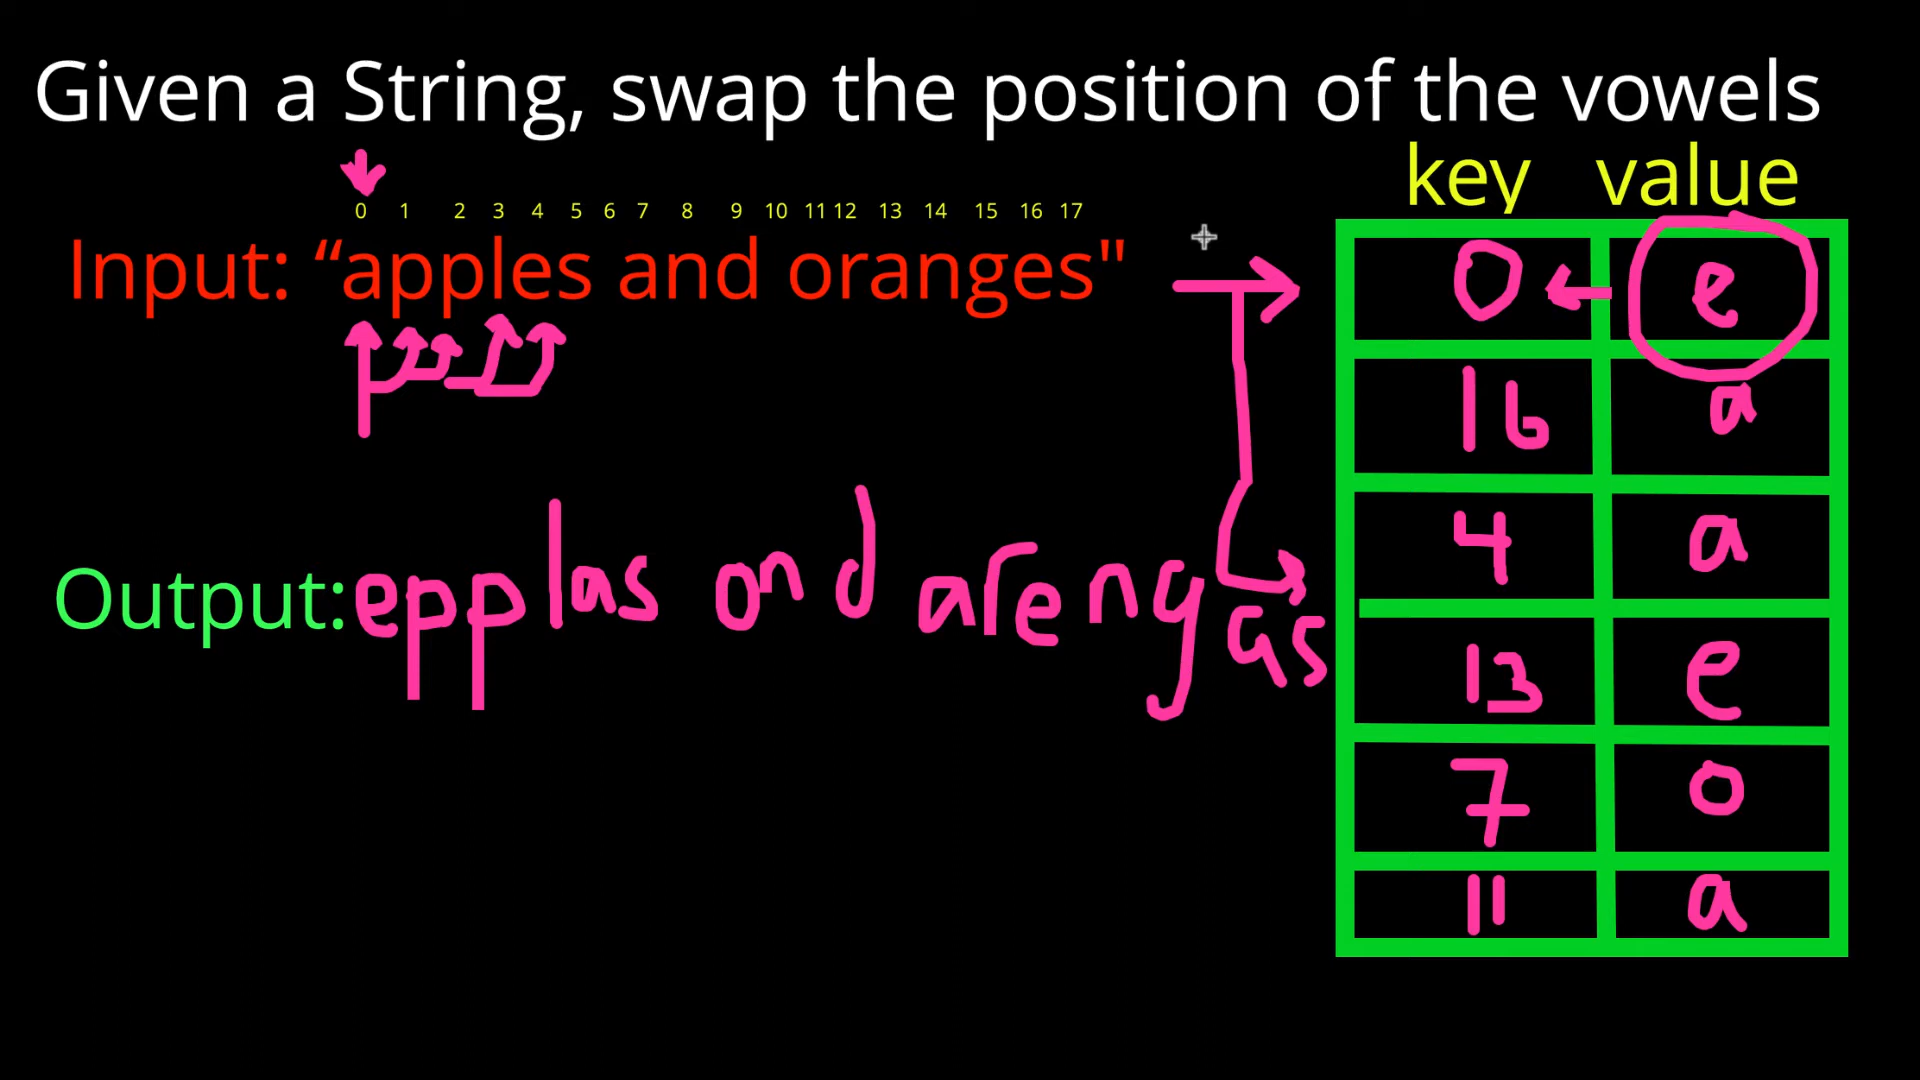 Given a String, swap the position of the vowels
key value
0 1 2 3 4 5 6 7 8 9 10 11 12 13 14 15 16 17
Input: “apples and oranges"
0 e
16 a
4 a
Output: epplas ond arengas
13 e
7 o
11 a